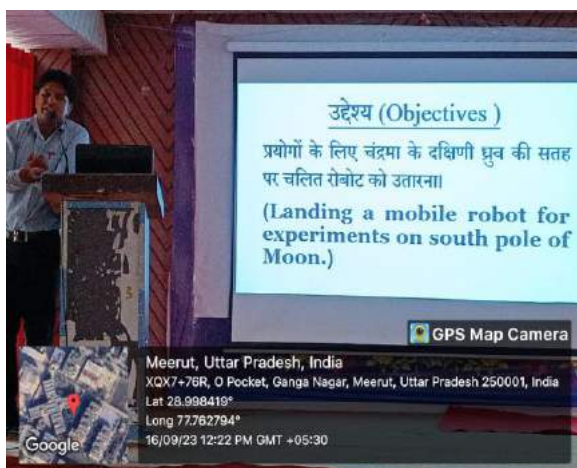 उद्देश्य (Objectives )
प्रयोगों के लिए चंद्रमा के दक्षिणी ध्रुव की सतह
पर चलित रोबोट को उतारना।
(Landing a mobile robot for
experiments on south pole of
Moon.)
GPS Map Camera
Meerut, Uttar Pradesh, India
XQX7+76R, O Pocket, Ganga Nagar, Meerut, Uttar Pradesh 250001, India
Lat 28.998419°
Long 77.762794°
16/09/23 12:22 PM GMT +05:30
Google